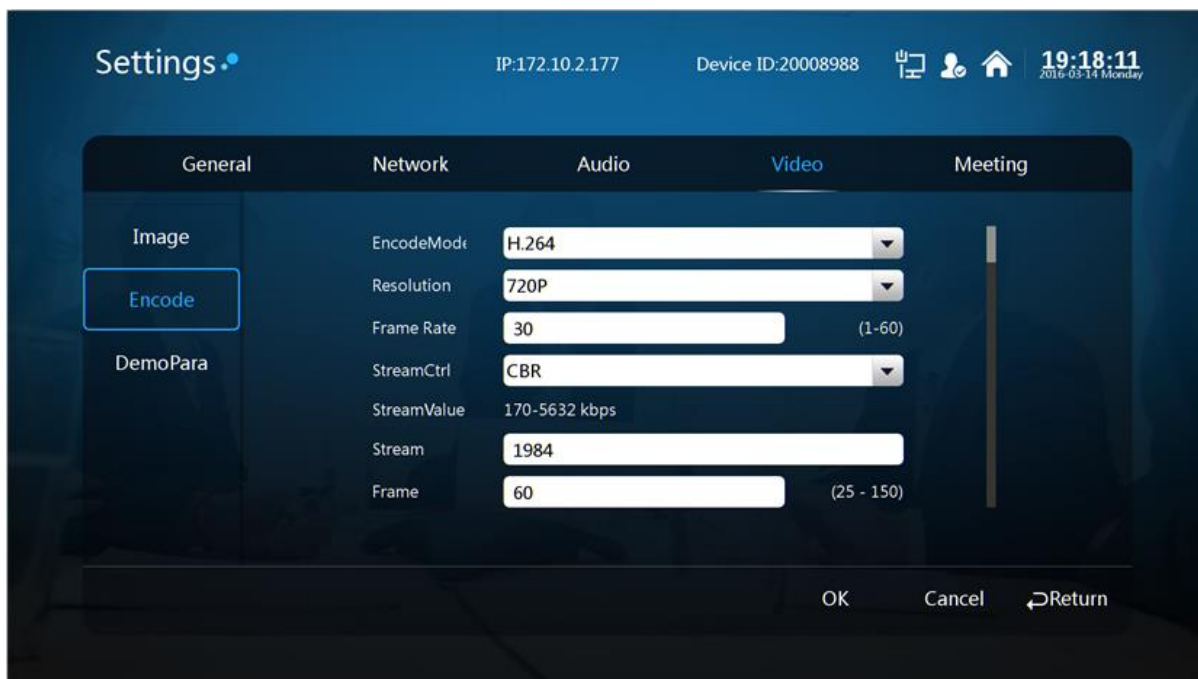 Settings
IP:172.10.2.177 Device ID:20008988 19:18:11
2016-03-14 Monday
General Network Audio Video Meeting
Image
Encode
DemoPara
EncodeMode H.264
Resolution 720P
Frame Rate 30 (1-60)
StreamCtrl CBR
StreamValue 170-5632 kbps
Stream 1984
Frame 60 (25 - 150)
OK Cancel Return